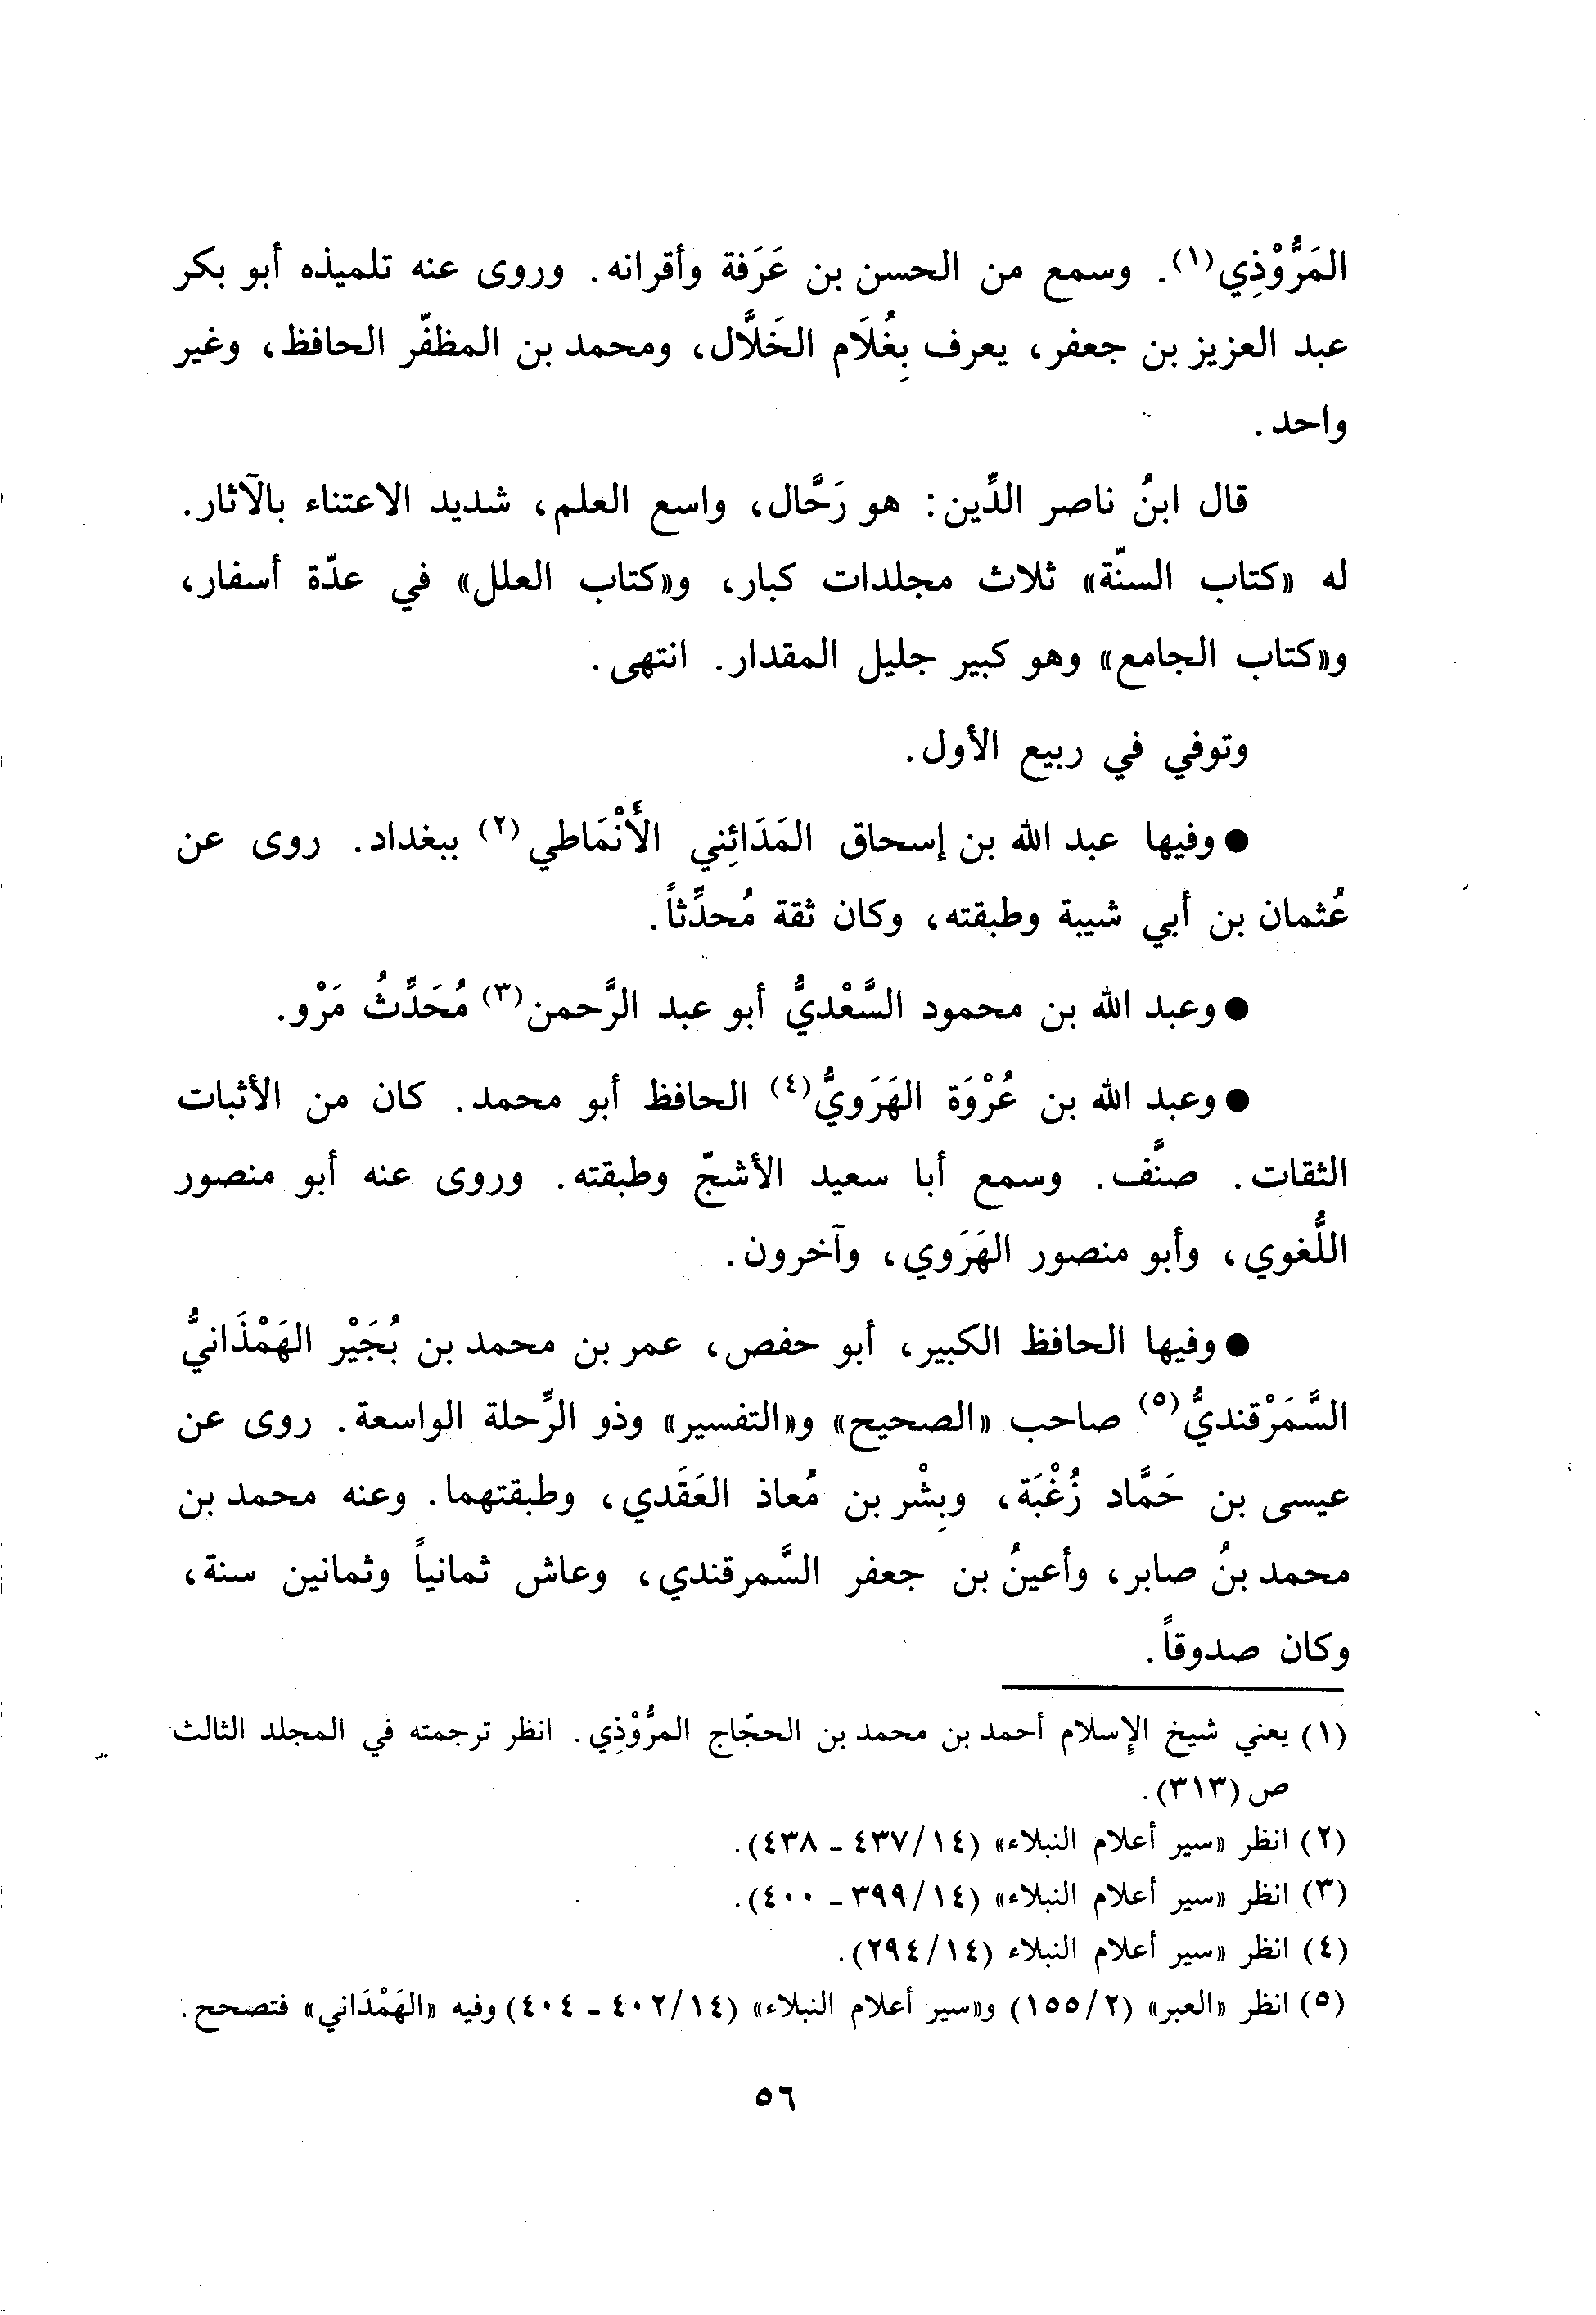 المَرُّوْذِي(١). وسمع من الحسن بن عَرَفة وأقرانه. وروى عنه تلميذه أبو بكر
عبد العزيز بن جعفر، يعرف بِغُلَام الخَلَّال، ومحمد بن المظفّر الحافظ، وغير
واحد.
قال ابنُ ناصر الدِّين: هو رَحَّال، واسع العلم، شديد الاعتناء بالآثار.
له «كتاب السنّة» ثلاث مجلدات كبار، و«كتاب العلل» في عدّة أسفار،
و«كتاب الجامع» وهو كبير جليل المقدار. انتهى.
وتوفي في ربيع الأول.
● وفيها عبد الله بن إسحاق المَدَائِني الأَنْمَاطي(٢) ببغداد. روى عن
عُثمان بن أبي شيبة وطبقته، وكان ثقة مُحدِّثاً.
● وعبد الله بن محمود السَّعْديُّ أبو عبد الرَّحمن(٣) مُحَدِّثُ مَرْو.
● وعبد الله بن عُرْوَة الهَرَويُّ(٤) الحافظ أبو محمد. كان من الأثبات
الثقات. صنَّف. وسمع أبا سعيد الأشجّ وطبقته. وروى عنه أبو منصور
اللُّغوي، وأبو منصور الهَرَوي، وآخرون.
● وفيها الحافظ الكبير، أبو حفص، عمر بن محمد بن بُجَيْر الهَمْذَانيُّ
السَّمَرْقنديُّ(٥) صاحب «الصحيح» و«التفسير» وذو الرِّحلة الواسعة. روى عن
عيسى بن حَمَّاد زُغْبَة، وبِشْر بن مُعاذ العَقَدي، وطبقتهما. وعنه محمد بن
محمد بنُ صابر، وأعينُ بن جعفر السَّمرقندي، وعاش ثمانياً وثمانين سنة،
وكان صدوقاً.
(١) يعني شيخ الإسلام أحمد بن محمد بن الحجّاج المرُّوْذِي. انظر ترجمته في المجلد الثالث
ص (٣١٣).
(٢) انظر «سير أعلام النبلاء» (١٤/ ٤٣٧ - ٤٣٨).
(٣) انظر «سير أعلام النبلاء» (١٤/ ٣٩٩ - ٤٠٠).
(٤) انظر «سير أعلام النبلاء (١٤/ ٢٩٤).
(٥) انظر «العبر» (٢/ ١٥٥) و«سير أعلام النبلاء» (١٤/ ٤٠٢ - ٤٠٤) وفيه «الهَمْدَاني» فتصحح.
٥٦